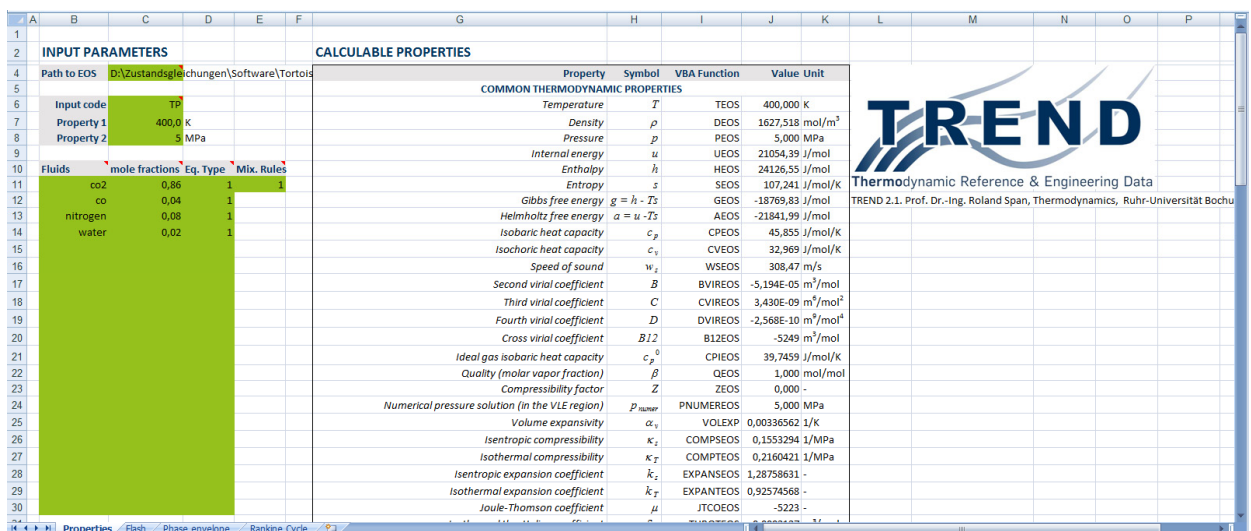 A B C D E F G H I J K L M N O P
1
2 INPUT PARAMETERS CALCULABLE PROPERTIES
4 Path to EOS D:\Zustandsgleichungen\Software\Tortois Property Symbol VBA Function Value Unit
5 COMMON THERMODYNAMIC PROPERTIES
6 Input code TP Temperature T TEOS 400,000 K
7 Property 1 400,0 K Density ρ DEOS 1627,518 mol/m³
8 Property 2 5 MPa Pressure p PEOS 5,000 MPa
9 Internal energy u UEOS 21054,39 J/mol
10 Fluids mole fractions Eq. Type Mix. Rules Enthalpy h HEOS 24126,55 J/mol
11 co2 0,86 1 1 Entropy s SEOS 107,241 J/mol/K
12 co 0,04 1 Gibbs free energy g = h - Ts GEOS -18769,83 J/mol
13 nitrogen 0,08 1 Helmholtz free energy a = u -Ts AEOS -21841,99 J/mol
14 water 0,02 1 Isobaric heat capacity cp CPEOS 45,855 J/mol/K
15 Isochoric heat capacity cv CVEOS 32,969 J/mol/K
16 Speed of sound ws WSEOS 308,47 m/s
17 Second virial coefficient B BVIREOS -5,194E-05 m³/mol
18 Third virial coefficient C CVIREOS 3,430E-09 m⁶/mol²
19 Fourth virial coefficient D DVIREOS -2,568E-10 m⁹/mol⁴
20 Cross virial coefficient B12 B12EOS -5249 m³/mol
21 Ideal gas isobaric heat capacity cp⁰ CPIEOS 39,7459 J/mol/K
22 Quality (molar vapor fraction) β QEOS 1,000 mol/mol
23 Compressibility factor Z ZEOS 0,000 -
24 Numerical pressure solution (in the VLE region) pnumer PNUMEREOS 5,000 MPa
25 Volume expansivity αv VOLEXP 0,00336562 1/K
26 Isentropic compressibility κs COMPSEOS 0,1553294 1/MPa
27 Isothermal compressibility κT COMPTEOS 0,2160421 1/MPa
28 Isentropic expansion coefficient ks EXPANSEOS 1,28758631 -
29 Isothermal expansion coefficient kT EXPANTEOS 0,92574568 -
30 Joule-Thomson coefficient μ JTCOEOS -5223 -
TREND
Thermodynamic Reference & Engineering Data
TREND 2.1. Prof. Dr.-Ing. Roland Span, Thermodynamics, Ruhr-Universität Bochu
Properties Flash Phase envelope Rankine Cycle